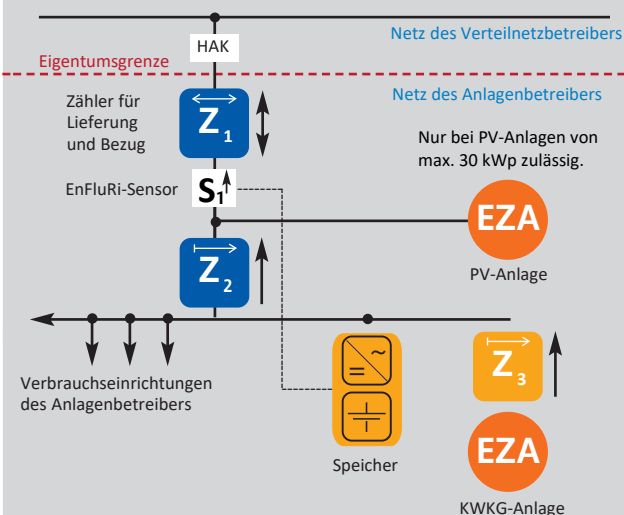 Netz des Verteilnetzbetreibers
HAK
Eigentumsgrenze
Netz des Anlagenbetreibers
Zähler für
Lieferung
und Bezug
Z1
Nur bei PV-Anlagen von
max. 30 kWp zulässig.
EnFluRi-Sensor
S1
EZA
PV-Anlage
Z2
Verbrauchseinrichtungen
des Anlagenbetreibers
Speicher
Z3
EZA
KWKG-Anlage